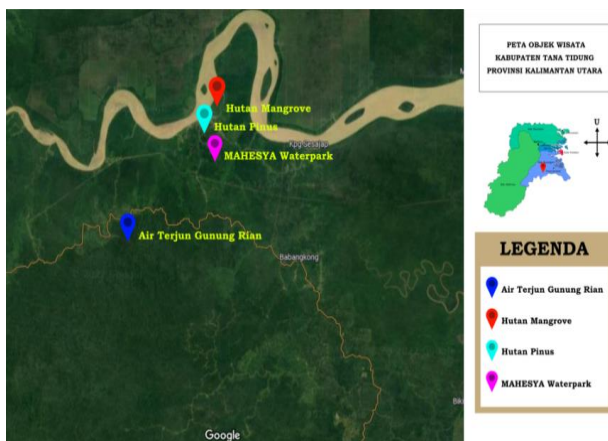 Hutan Mangrove
Hutan Pinus
MAHESYA Waterpark
Kpg Sesajap
Air Terjun Gunung Rian
Babangkong
Google
PETA OBJEK WISATA
KABUPATEN TANA TIDUNG
PROVINSI KALIMANTAN UTARA
U
LEGENDA
Air Terjun Gunung Rian
Hutan Mangrove
Hutan Pinus
MAHESYA Waterpark